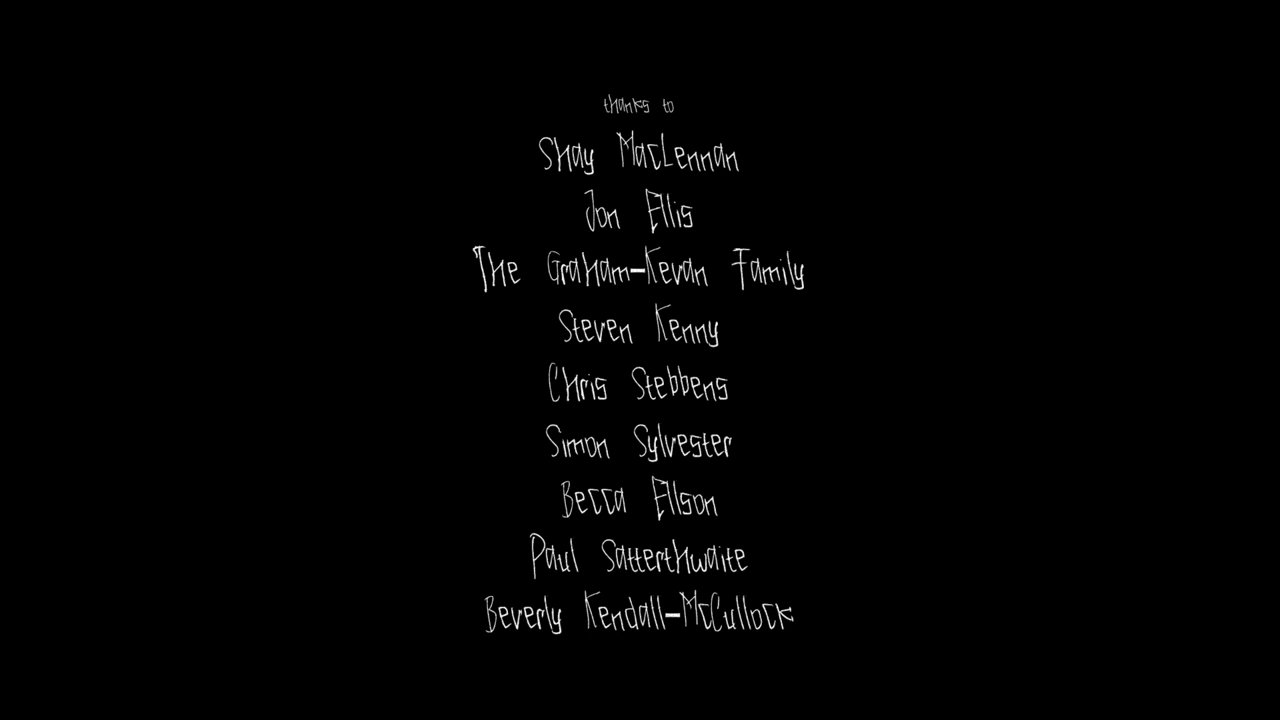 thanks to
Shay MacLennan
Jon Ellis
The Graham-Kevan Family
Steven Kenny
Chris Stebbens
Simon Sylvester
Becca Ellson
Paul Satterthwaite
Beverly Kendall-McCullock